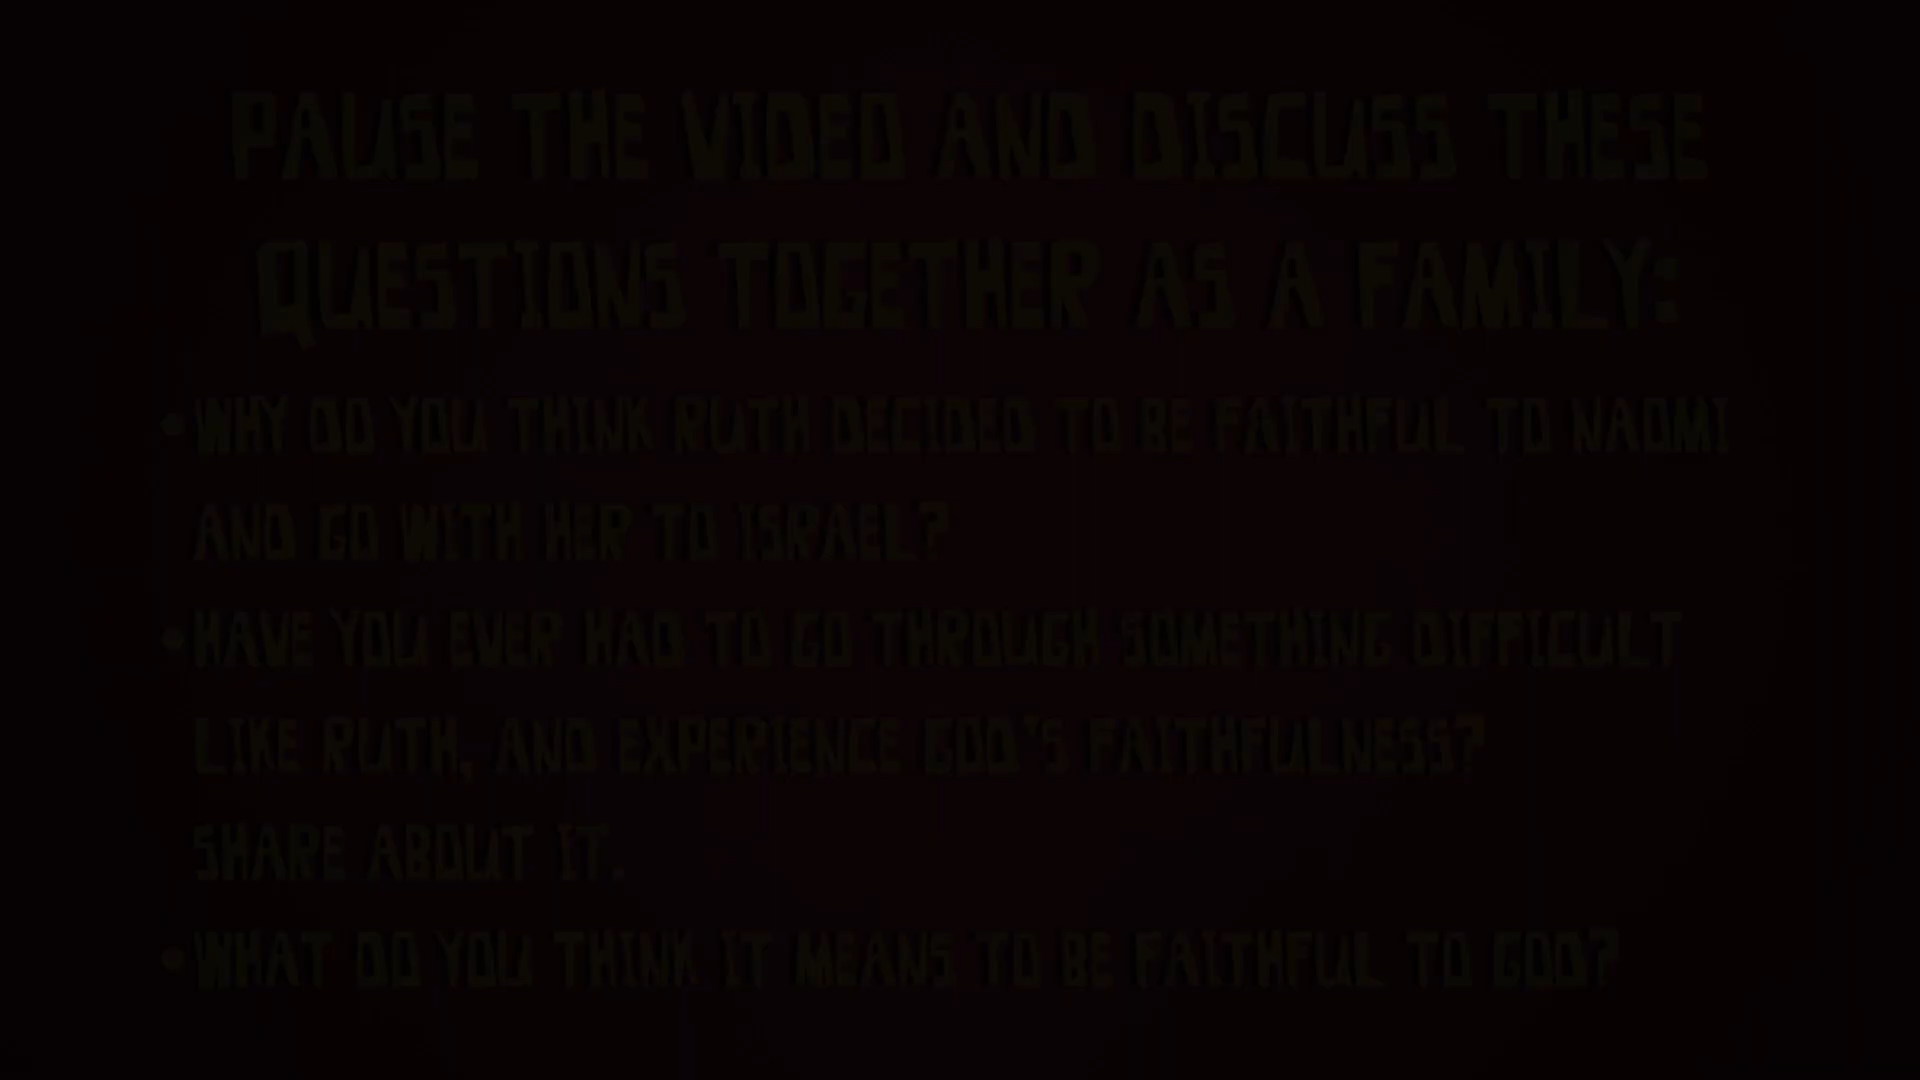 PAUSE THE VIDEO AND DISCUSS THESE
QUESTIONS TOGETHER AS A FAMILY:
• WHY DO YOU THINK RUTH DECIDED TO BE FAITHFUL TO NAOMI
AND GO WITH HER TO ISRAEL?
• HAVE YOU EVER HAD TO GO THROUGH SOMETHING DIFFICULT
LIKE RUTH, AND EXPERIENCE GOD'S FAITHFULNESS?
SHARE ABOUT IT.
• WHAT DO YOU THINK IT MEANS TO BE FAITHFUL TO GOD?